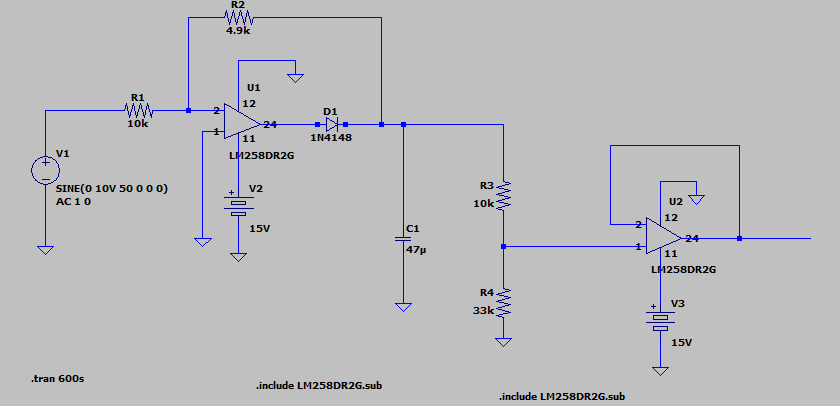 R2
4.9k
U1
12
R1
10k
2
1
24
11
LM258DR2G
D1
1N4148
V1
SINE(0 10V 50 0 0 0)
AC 1 0
V2
15V
R3
10k
C1
47µ
U2
12
2
1
24
11
LM258DR2G
R4
33k
V3
15V
.tran 600s
.include LM258DR2G.sub
.include LM258DR2G.sub